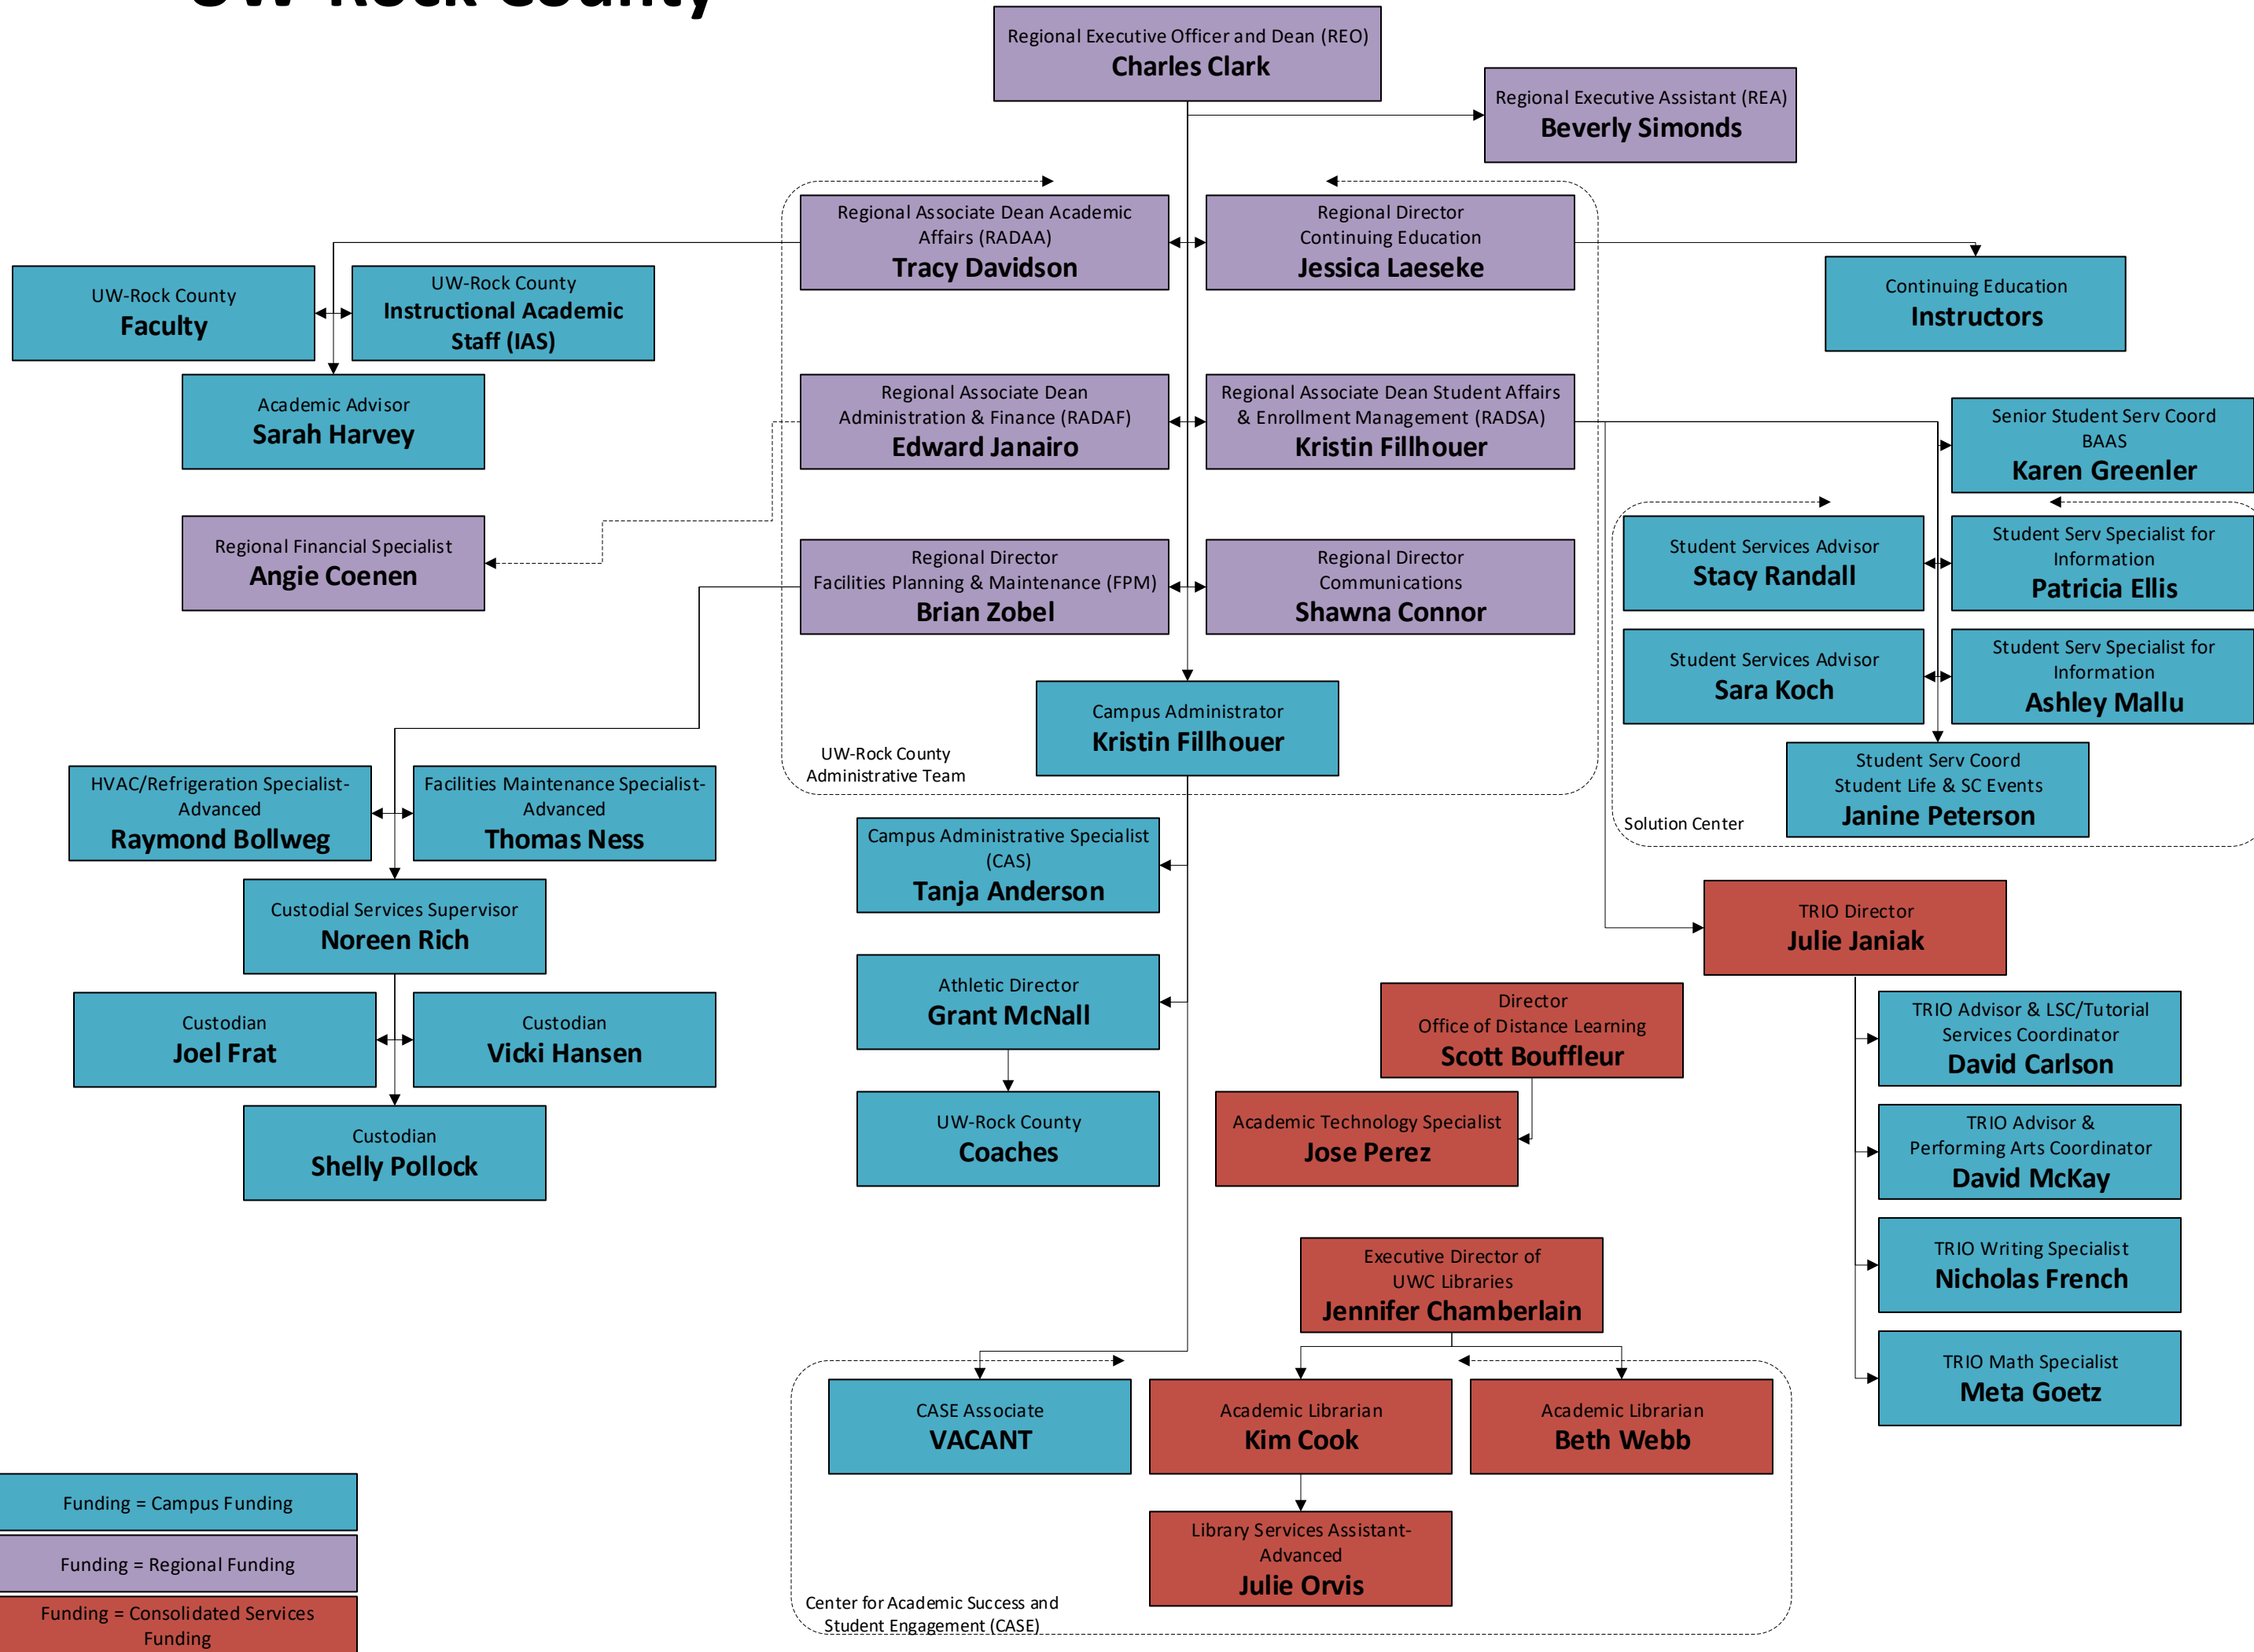 UW-Rock County
Regional Executive Officer and Dean (REO)
Charles Clark
Regional Executive Assistant (REA)
Beverly Simonds
Regional Associate Dean Academic
Affairs (RADAA)
Tracy Davidson
Regional Director
Continuing Education
Jessica Laeseke
UW-Rock County
Faculty
UW-Rock County
Instructional Academic
Staff (IAS)
Continuing Education
Instructors
Academic Advisor
Sarah Harvey
Regional Associate Dean
Administration & Finance (RADAF)
Edward Janairo
Regional Associate Dean Student Affairs
& Enrollment Management (RADSA)
Kristin Fillhouer
Senior Student Serv Coord
BAAS
Karen Greenler
Regional Financial Specialist
Angie Coenen
Regional Director
Facilities Planning & Maintenance (FPM)
Brian Zobel
Regional Director
Communications
Shawna Connor
Student Services Advisor
Stacy Randall
Student Serv Specialist for
Information
Patricia Ellis
Student Services Advisor
Sara Koch
Student Serv Specialist for
Information
Ashley Mallu
Campus Administrator
Kristin Fillhouer
UW-Rock County
Administrative Team
Student Serv Coord
Student Life & SC Events
Janine Peterson
Solution Center
HVAC/Refrigeration Specialist-
Advanced
Raymond Bollweg
Facilities Maintenance Specialist-
Advanced
Thomas Ness
Campus Administrative Specialist
(CAS)
Tanja Anderson
Custodial Services Supervisor
Noreen Rich
TRIO Director
Julie Janiak
Athletic Director
Grant McNall
Director
Office of Distance Learning
Scott Bouffleur
Custodian
Joel Frat
Custodian
Vicki Hansen
TRIO Advisor & LSC/Tutorial
Services Coordinator
David Carlson
Custodian
Shelly Pollock
UW-Rock County
Coaches
Academic Technology Specialist
Jose Perez
TRIO Advisor &
Performing Arts Coordinator
David McKay
TRIO Writing Specialist
Nicholas French
Executive Director of
UWC Libraries
Jennifer Chamberlain
TRIO Math Specialist
Meta Goetz
CASE Associate
VACANT
Academic Librarian
Kim Cook
Academic Librarian
Beth Webb
Library Services Assistant-
Advanced
Julie Orvis
Center for Academic Success and
Student Engagement (CASE)
Funding = Campus Funding
Funding = Regional Funding
Funding = Consolidated Services
Funding